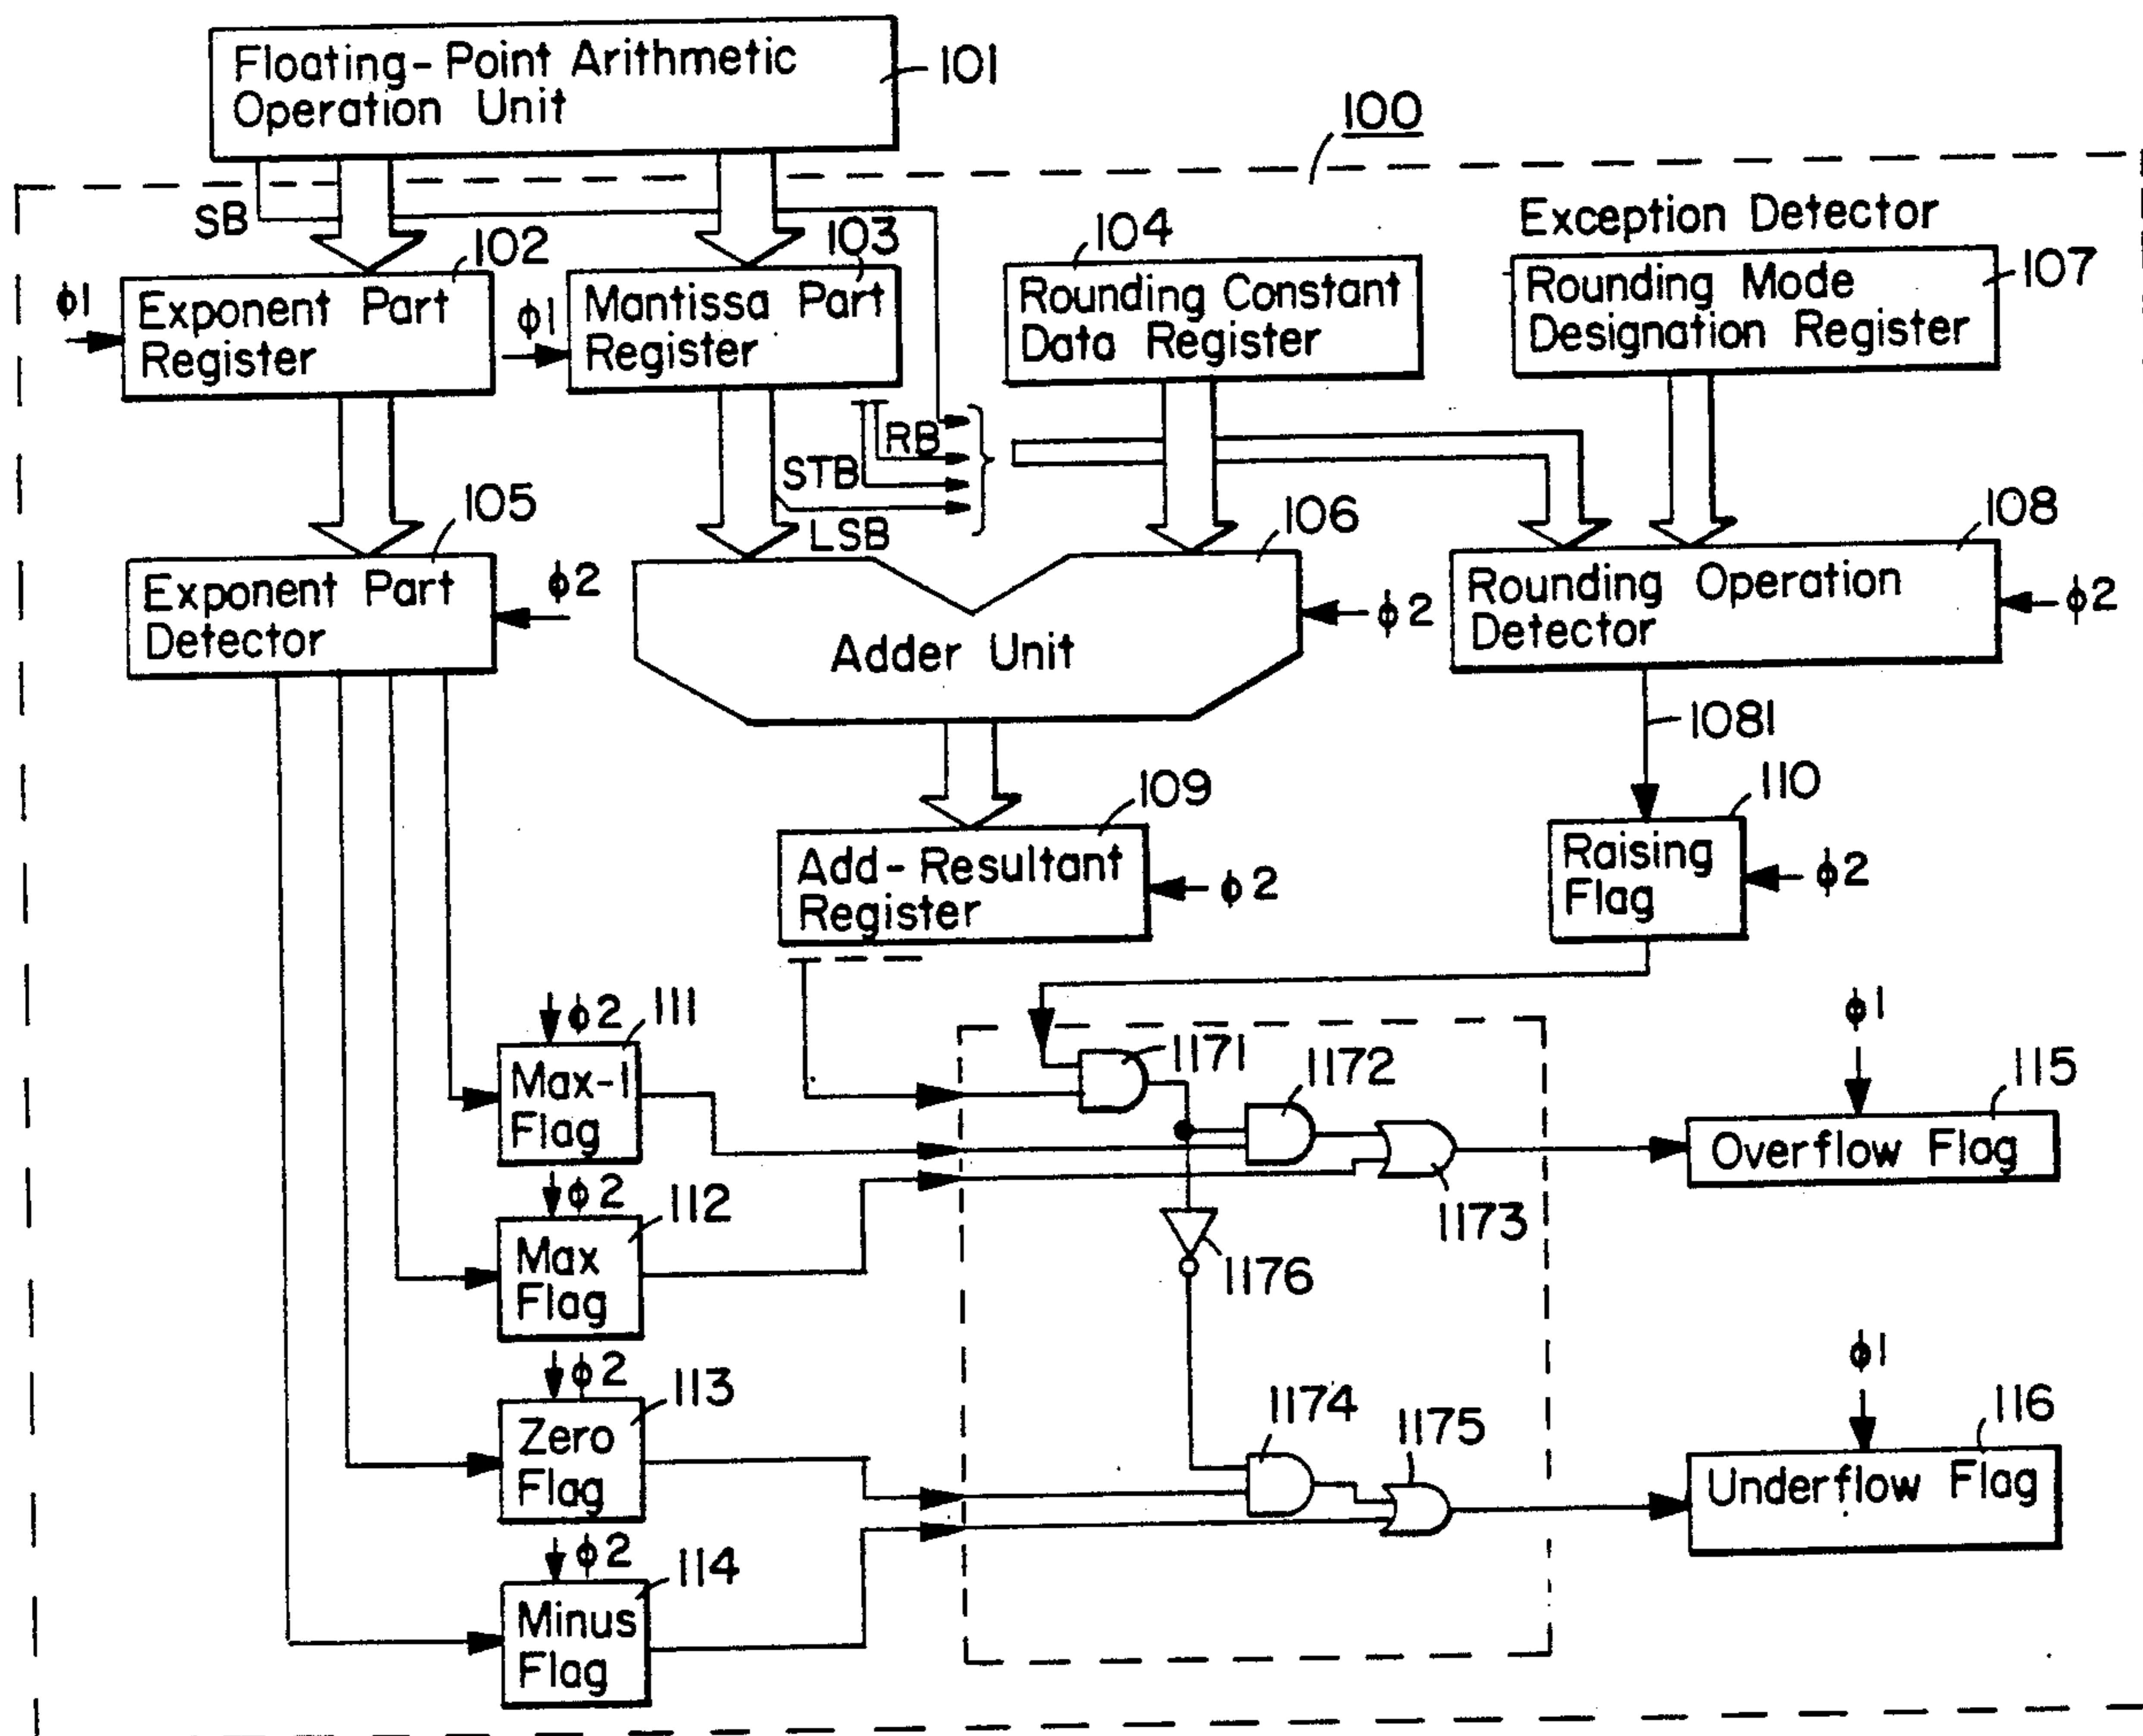 Floating-Point Arithmetic
Operation Unit
101
100
SB
Exception Detector
102
103
104
107
φ1
Exponent Part
Register
φ1
Mantissa Part
Register
Rounding Constant
Data Register
Rounding Mode
Designation Register
RB
STB
LSB
105
106
108
Exponent Part
Detector
φ2
Adder Unit
φ2
Rounding Operation
Detector
φ2
1081
109
110
Add-Resultant
Register
φ2
Raising
Flag
φ2
φ2
111
Max-1
Flag
1171
1172
1173
φ1
115
Overflow Flag
φ2
112
Max
Flag
1176
φ2
113
Zero
Flag
1174
1175
φ1
116
Underflow Flag
φ2
114
Minus
Flag